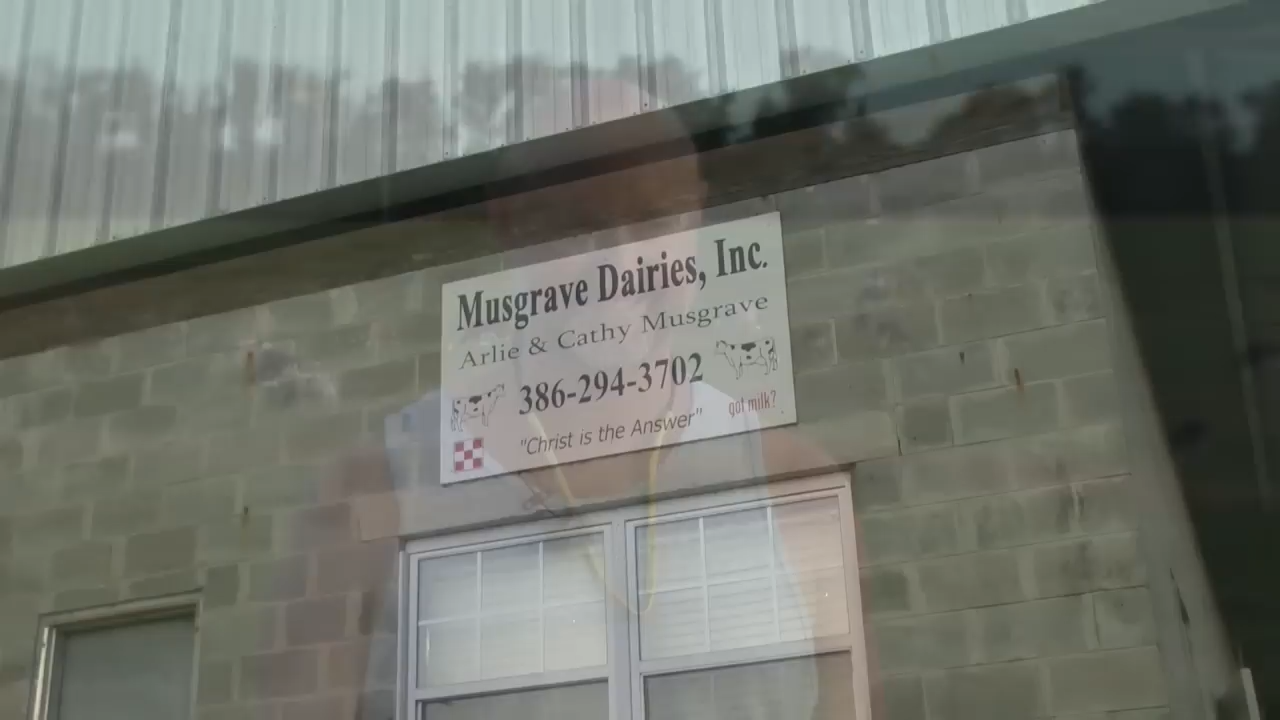 Musgrave Dairies, Inc.
Arlie & Cathy Musgrave
386-294-3702
"Christ is the Answer"
got milk?